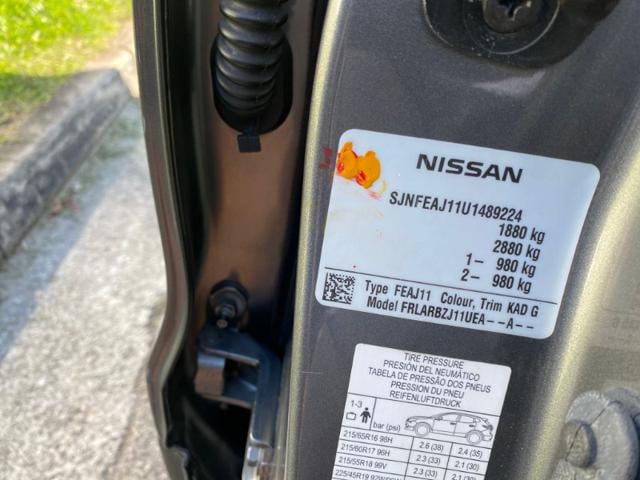 NISSAN
SJNFEAJ11U1489224
1880 kg
2880 kg
1- 980 kg
2- 980 kg
Type FEAJ11 Colour, Trim KAD G
Model FRLARBZJ11UEA--A--
TIRE PRESSURE
PRESIÓN DEL NEUMÁTICO
TABELA DE PRESSÃO DOS PNEUS
PRESSION DU PNEU
REIFENLUFTDRUCK
1-3
bar (psi)
215/65R16 98H 2.6 (38) 2.4 (35)
215/60R17 96H 2.3 (33) 2.1 (30)
215/55R18 99V 2.3 (33) 2.1 (30)
225/45R19